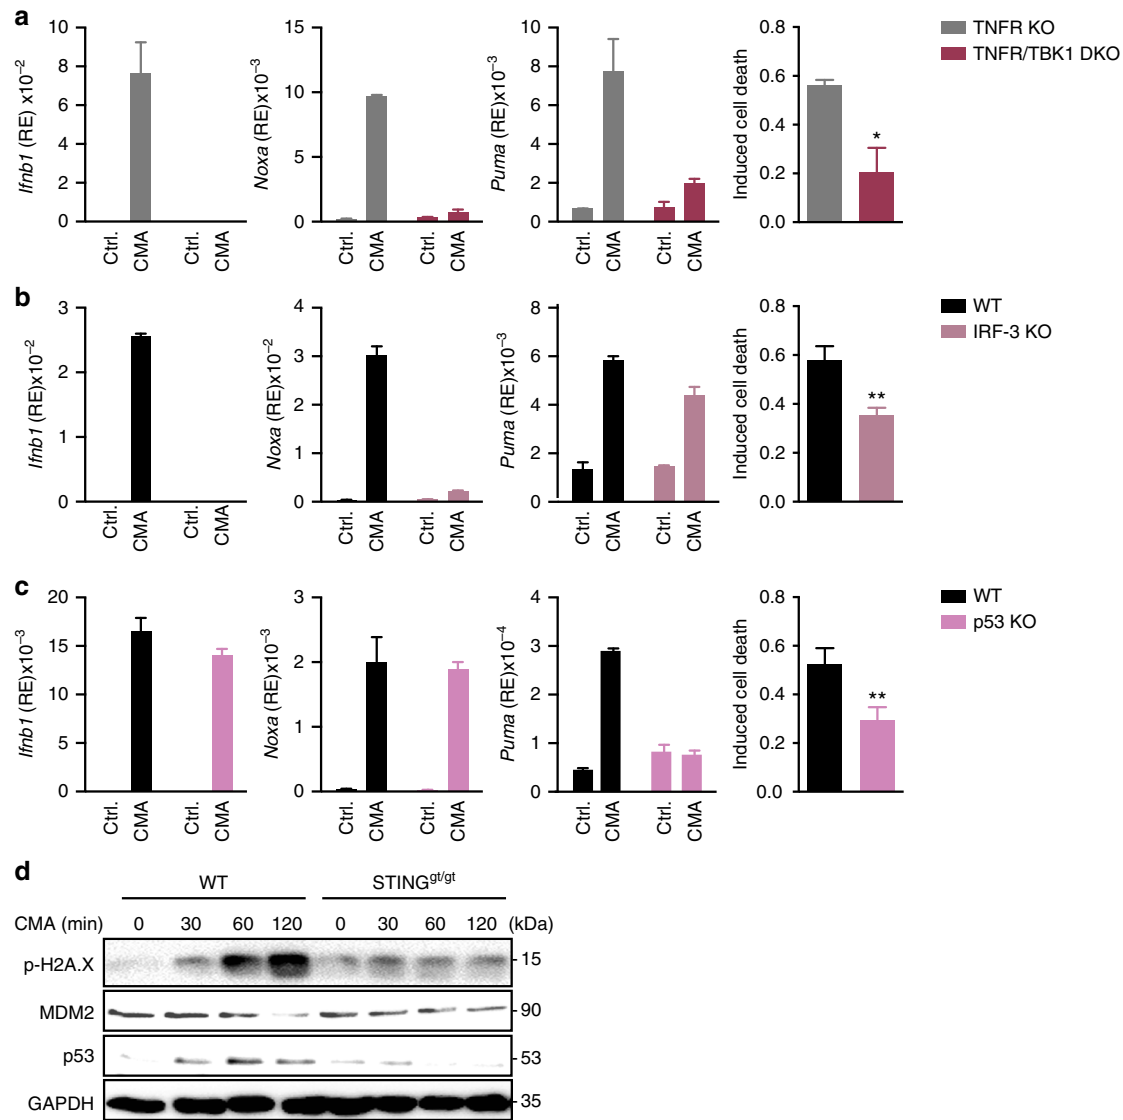 a
Ifnb1 (RE) x10⁻²
10
8
6
4
2
0
Ctrl.
CMA
Ctrl.
CMA
Noxa (RE)x10⁻³
15
10
5
0
Ctrl.
CMA
Ctrl.
CMA
Puma (RE)x10⁻³
10
8
6
4
2
0
Ctrl.
CMA
Ctrl.
CMA
Induced cell death
0.8
0.6
0.4
0.2
0.0
*
TNFR KO
TNFR/TBK1 DKO
b
Ifnb1 (RE)x10⁻²
3
2
1
0
Ctrl.
CMA
Ctrl.
CMA
Noxa (RE)x10⁻²
4
3
2
1
0
Ctrl.
CMA
Ctrl.
CMA
Puma (RE)x10⁻³
8
6
4
2
0
Ctrl.
CMA
Ctrl.
CMA
Induced cell death
0.8
0.6
0.4
0.2
0.0
**
WT
IRF-3 KO
c
Ifnb1 (RE)x10⁻³
20
15
10
5
0
Ctrl.
CMA
Ctrl.
CMA
Noxa (RE)x10⁻³
3
2
1
0
Ctrl.
CMA
Ctrl.
CMA
Puma (RE)x10⁻⁴
4
3
2
1
0
Ctrl.
CMA
Ctrl.
CMA
Induced cell death
0.8
0.6
0.4
0.2
0.0
**
WT
p53 KO
d
WT STING^gt/gt
CMA (min) 0 30 60 120 0 30 60 120 (kDa)
p-H2A.X 15
MDM2 90
p53 53
GAPDH 35